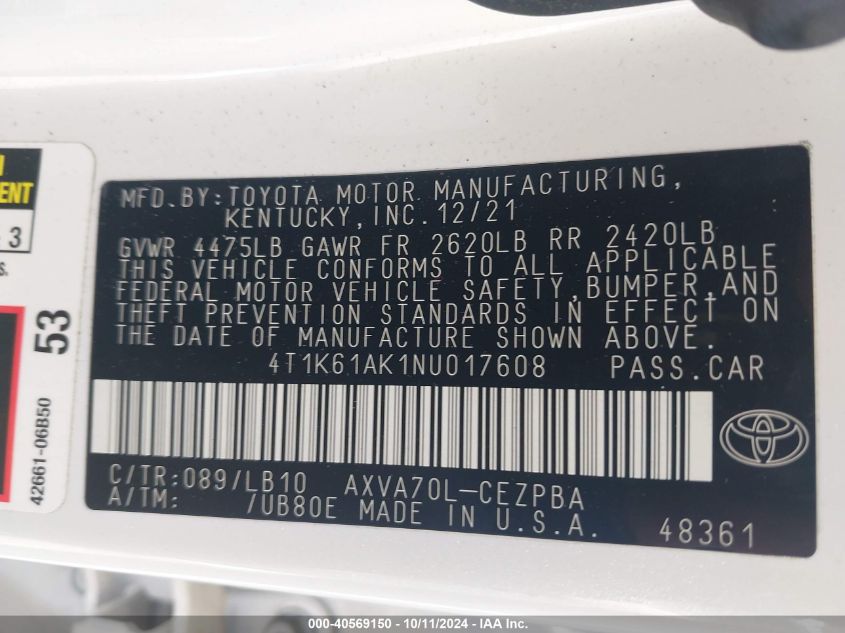 ENT
3
s.
53
42661-06B50
MFD.BY:TOYOTA MOTOR MANUFACTURING,
KENTUCKY,INC.12/21
GVWR 4475LB GAWR FR 2620LB RR 2420LB
THIS VEHICLE CONFORMS TO ALL APPLICABLE
FEDERAL MOTOR VEHICLE SAFETY,BUMPER,AND
THEFT PREVENTION STANDARDS IN EFFECT ON
THE DATE OF MANUFACTURE SHOWN ABOVE.
4T1K61AK1NU017608 PASS.CAR
C/TR:089/LB10 AXVA70L-CEZPBA
A/TM: /UB80E MADE IN U.S.A. 48361
000-40569150 - 10/11/2024 - IAA Inc.